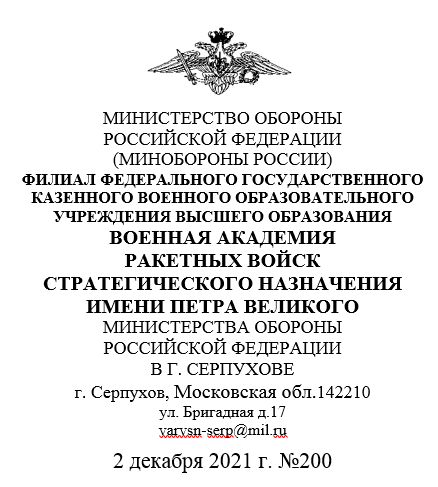 МИНИСТЕРСТВО ОБОРОНЫ
РОССИЙСКОЙ ФЕДЕРАЦИИ
(МИНОБОРОНЫ РОССИИ)
ФИЛИАЛ ФЕДЕРАЛЬНОГО ГОСУДАРСТВЕННОГО
КАЗЕННОГО ВОЕННОГО ОБРАЗОВАТЕЛЬНОГО
УЧРЕЖДЕНИЯ ВЫСШЕГО ОБРАЗОВАНИЯ
ВОЕННАЯ АКАДЕМИЯ
РАКЕТНЫХ ВОЙСК
СТРАТЕГИЧЕСКОГО НАЗНАЧЕНИЯ
ИМЕНИ ПЕТРА ВЕЛИКОГО
МИНИСТЕРСТВА ОБОРОНЫ
РОССИЙСКОЙ ФЕДЕРАЦИИ
В Г. СЕРПУХОВЕ
г. Серпухов, Московская обл.142210
ул. Бригадная д.17
varvsn-serp@mil.ru
2 декабря 2021 г. №200